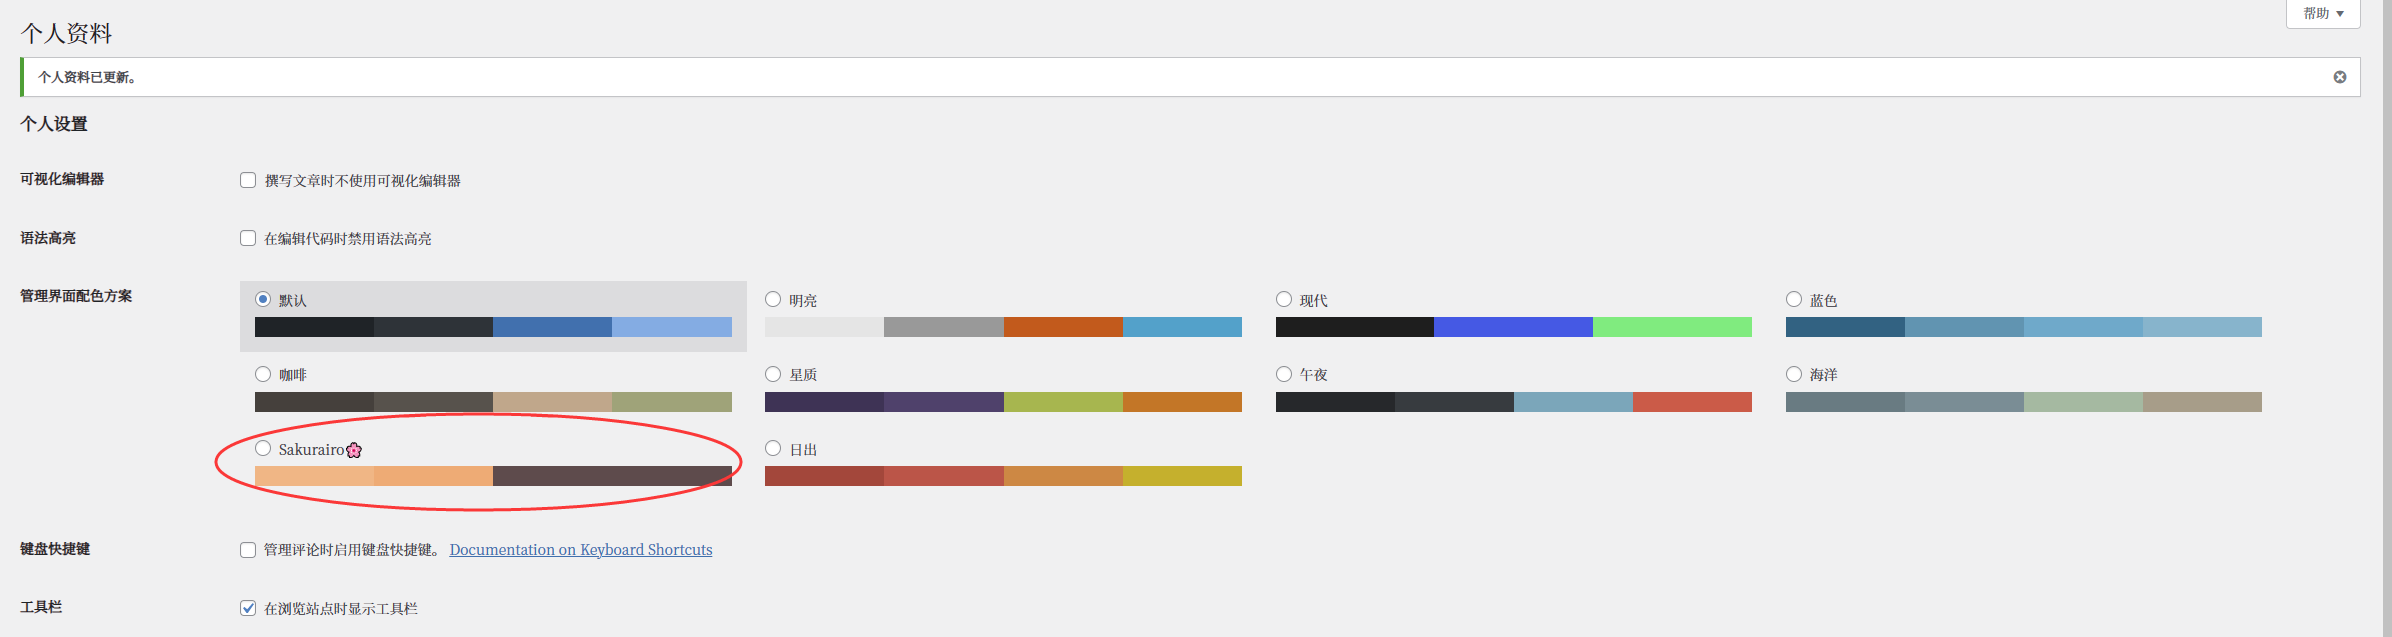 帮助
个人资料
个人资料已更新。
个人设置
可视化编辑器
撰写文章时不使用可视化编辑器
语法高亮
在编辑代码时禁用语法高亮
管理界面配色方案
默认
明亮
现代
蓝色
咖啡
星质
午夜
海洋
Sakurairo🌸
日出
键盘快捷键
管理评论时启用键盘快捷键。 Documentation on Keyboard Shortcuts
工具栏
在浏览站点时显示工具栏